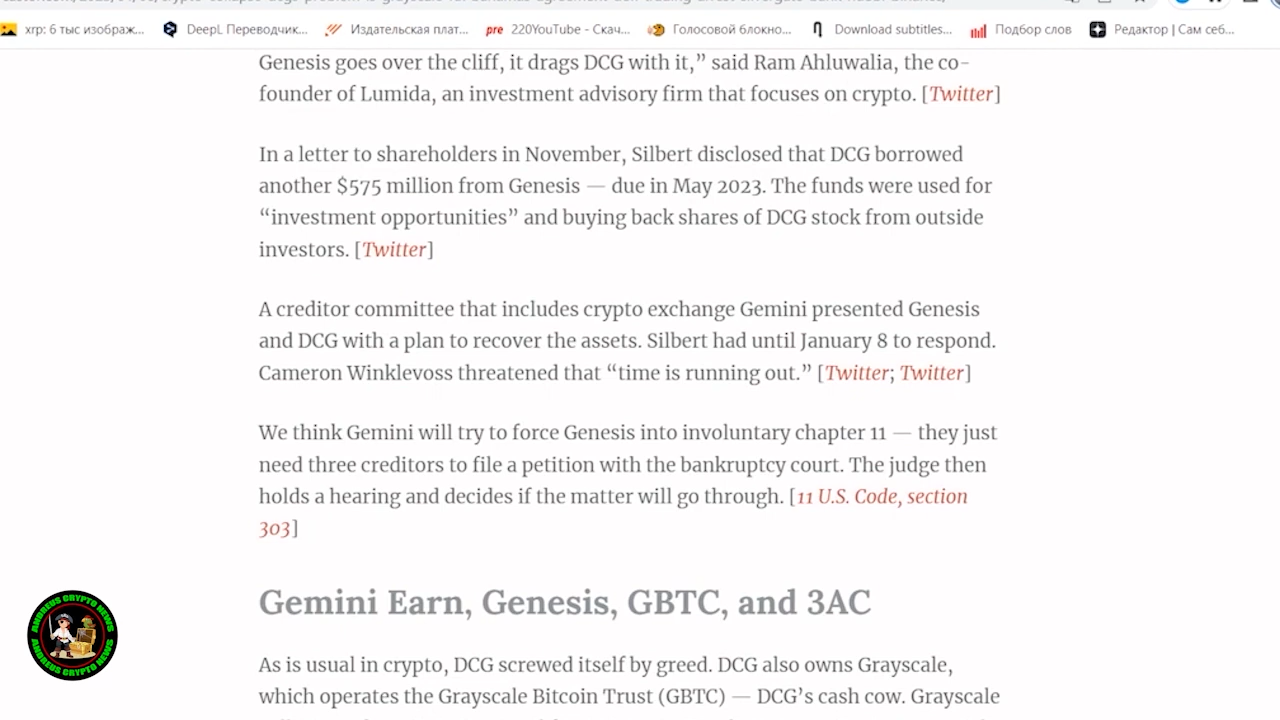 xrp: 6 тыс изображ...
DeepL Переводчик...
Издательская плат...
pre 220YouTube - Скач...
Голосовой блокно...
Download subtitles...
Подбор слов
Редактор | Сам себ...
Genesis goes over the cliff, it drags DCG with it,” said Ram Ahluwalia, the co-
founder of Lumida, an investment advisory firm that focuses on crypto. [Twitter]
In a letter to shareholders in November, Silbert disclosed that DCG borrowed
another $575 million from Genesis — due in May 2023. The funds were used for
“investment opportunities” and buying back shares of DCG stock from outside
investors. [Twitter]
A creditor committee that includes crypto exchange Gemini presented Genesis
and DCG with a plan to recover the assets. Silbert had until January 8 to respond.
Cameron Winklevoss threatened that “time is running out.” [Twitter; Twitter]
We think Gemini will try to force Genesis into involuntary chapter 11 — they just
need three creditors to file a petition with the bankruptcy court. The judge then
holds a hearing and decides if the matter will go through. [11 U.S. Code, section
303]
Gemini Earn, Genesis, GBTC, and 3AC
As is usual in crypto, DCG screwed itself by greed. DCG also owns Grayscale,
which operates the Grayscale Bitcoin Trust (GBTC) — DCG’s cash cow. Grayscale
ANDREUS CRYPTO NEWS
ANDREUS CRYPTO NEWS